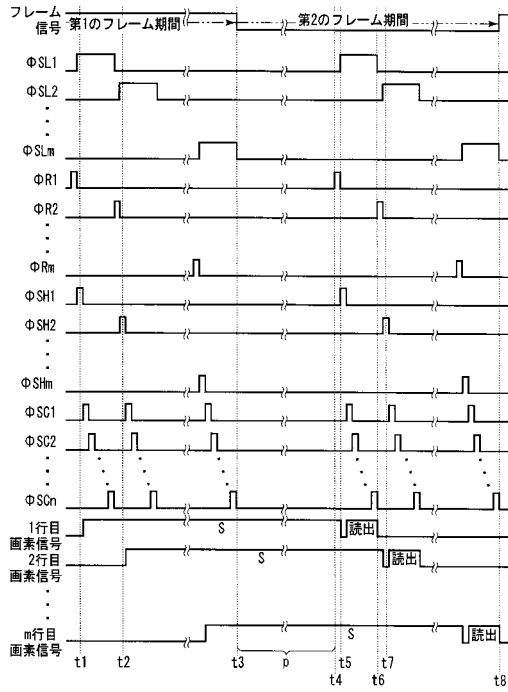 フレーム
信号
第1のフレーム期間
第2のフレーム期間
ΦSL1
ΦSL2
ΦSLm
ΦR1
ΦR2
ΦRm
ΦSH1
ΦSH2
ΦSHm
ΦSC1
ΦSC2
ΦSCn
1行目
画素信号
S
読出
2行目
画素信号
S
読出
m行目
画素信号
S
読出
t1 t2 t3 p t4 t5 t6 t7 t8